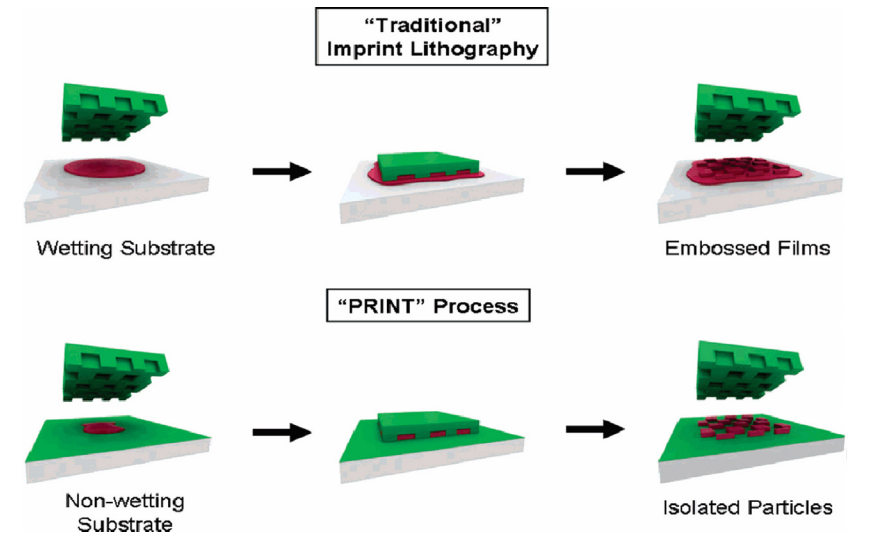 “Traditional”
Imprint Lithography
Wetting Substrate
Embossed Films
“PRINT” Process
Non-wetting
Substrate
Isolated Particles